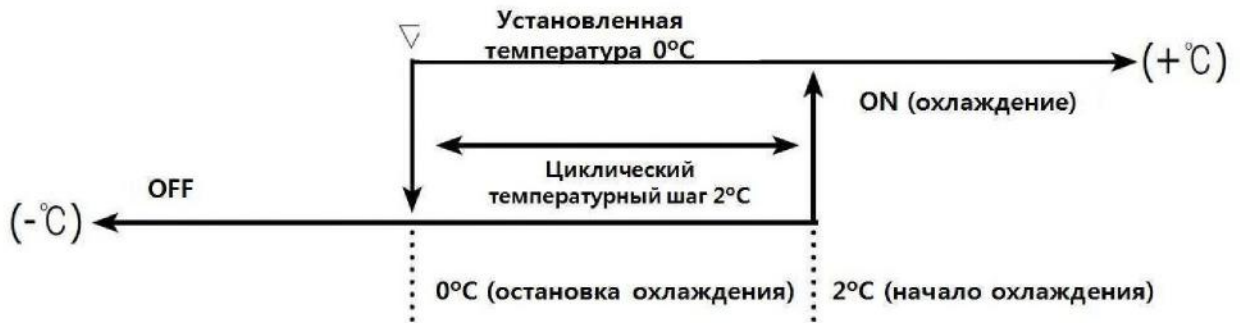 Установленная
температура 0°C
(+℃)
ON (охлаждение)
Циклический
температурный шаг 2°C
OFF
(-℃)
0°C (остановка охлаждения)
2°C (начало охлаждения)